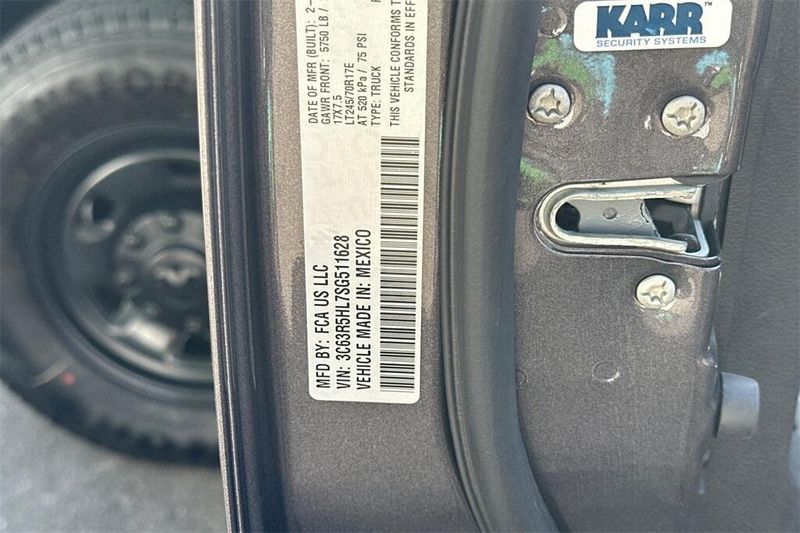 KARR
SECURITY SYSTEMS
MFD BY: FCA US LLC
VIN: 3C63R5HL7SG511628
VEHICLE MADE IN: MEXICO
DATE OF MFR (BUILT): 2-
GAWR FRONT: 5750 LB /
17X7.5
LT245/70R17E
AT 520 kPa / 75 PSI
TYPE: TRUCK
THIS VEHICLE CONFORMS
STANDARDS IN EFF